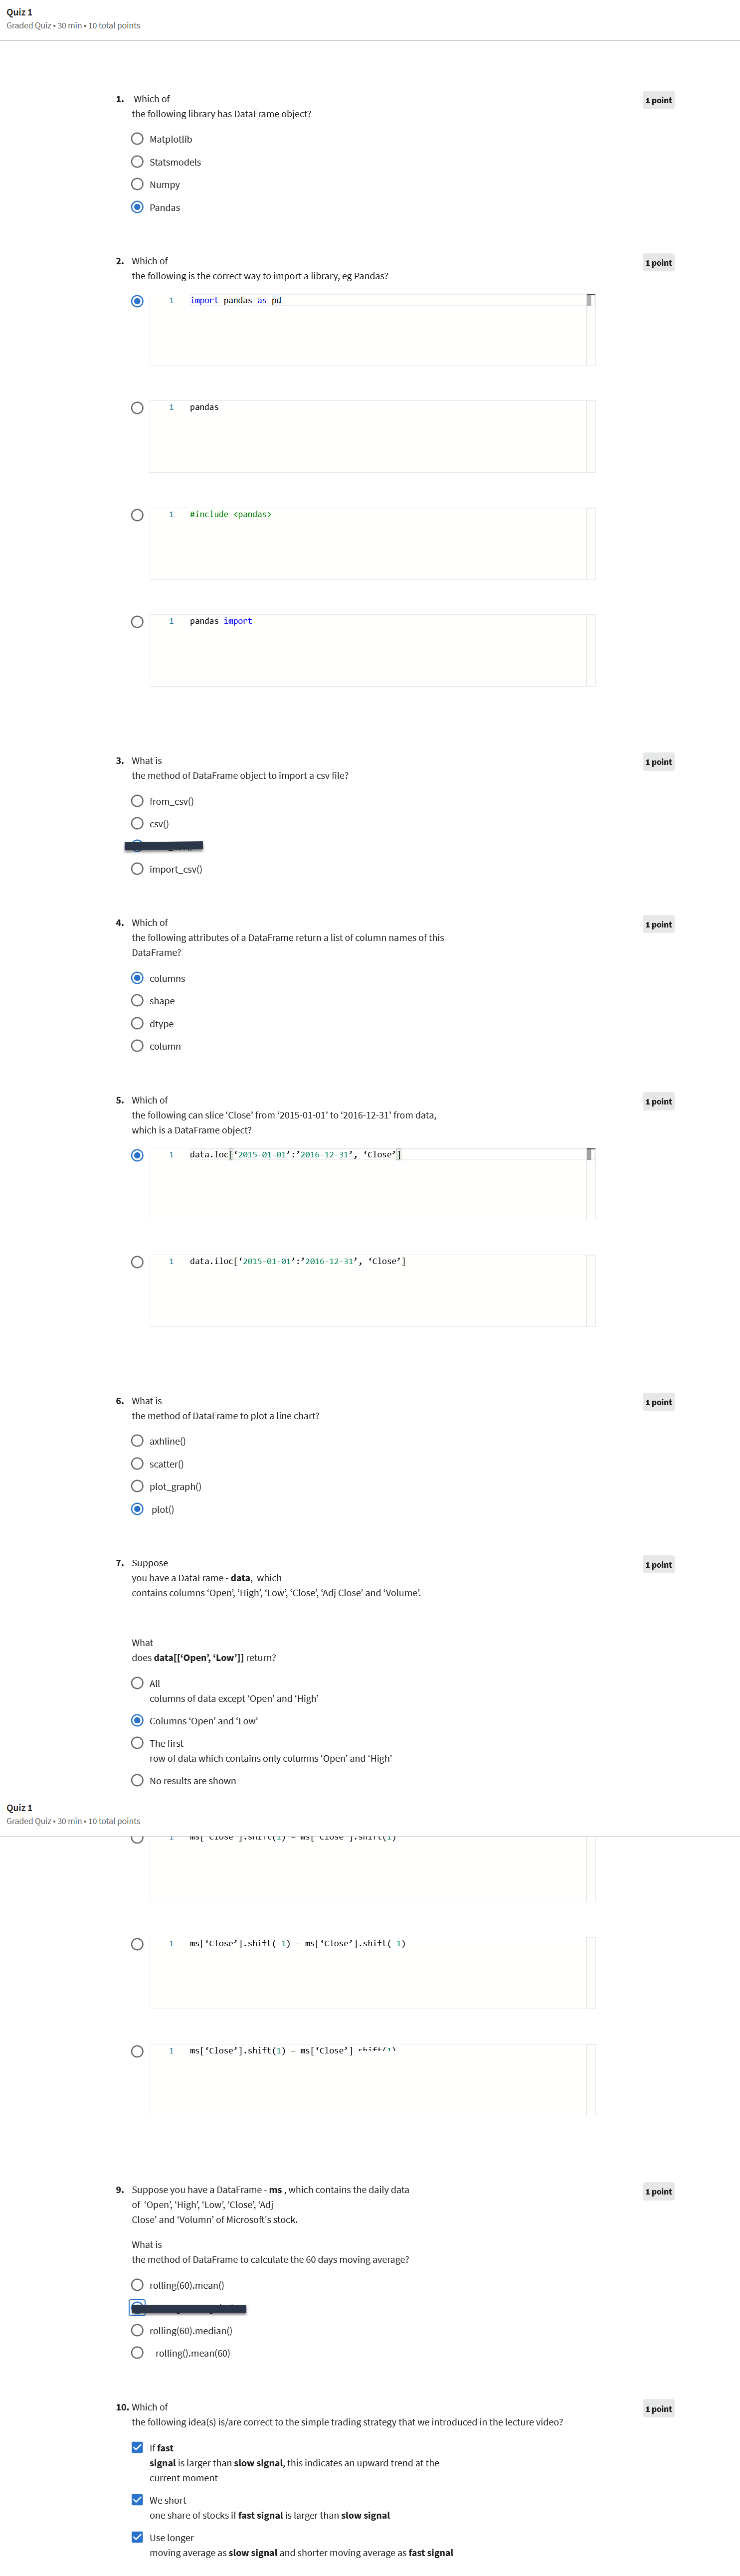 Quiz 1
Graded Quiz • 30 min • 10 total points
1. Which of
1 point
the following library has DataFrame object?
Matplotlib
Statsmodels
Numpy
Pandas
2. Which of
1 point
the following is the correct way to import a library, eg Pandas?
1 import pandas as pd
1 pandas
1 #include <pandas>
1 pandas import
3. What is
1 point
the method of DataFrame object to import a csv file?
from_csv()
csv()
import_csv()
4. Which of
1 point
the following attributes of a DataFrame return a list of column names of this
DataFrame?
columns
shape
dtype
column
5. Which of
1 point
the following can slice ‘Close’ from ‘2015-01-01’ to ‘2016-12-31’ from data,
which is a DataFrame object?
1 data.loc[‘2015-01-01’:’2016-12-31’, ‘Close’]
1 data.iloc[‘2015-01-01’:’2016-12-31’, ‘Close’]
6. What is
1 point
the method of DataFrame to plot a line chart?
axhline()
scatter()
plot_graph()
plot()
7. Suppose
1 point
you have a DataFrame - data, which
contains columns ‘Open’, ‘High’, ‘Low’, ‘Close’, ‘Adj Close’ and ‘Volume’.
What
does data[[‘Open’, ‘Low’]] return?
All
columns of data except ‘Open’ and ‘High’
Columns ‘Open’ and ‘Low’
The first
row of data which contains only columns ‘Open’ and ‘High’
No results are shown
Quiz 1
Graded Quiz • 30 min • 10 total points
1 ms[‘Close’].shift(1) – ms[‘Close’].shift(1)
1 ms[‘Close’].shift(-1) – ms[‘Close’].shift(-1)
1 ms[‘Close’].shift(1) – ms[‘Close’].shift(1)
9. Suppose you have a DataFrame - ms , which contains the daily data
1 point
of ‘Open’, ‘High’, ‘Low’, ‘Close’, ‘Adj
Close’ and ‘Volumn’ of Microsoft’s stock.
What is
the method of DataFrame to calculate the 60 days moving average?
rolling(60).mean()
rolling(60).median()
rolling().mean(60)
10. Which of
1 point
the following idea(s) is/are correct to the simple trading strategy that we introduced in the lecture video?
If fast
signal is larger than slow signal, this indicates an upward trend at the
current moment
We short
one share of stocks if fast signal is larger than slow signal
Use longer
moving average as slow signal and shorter moving average as fast signal